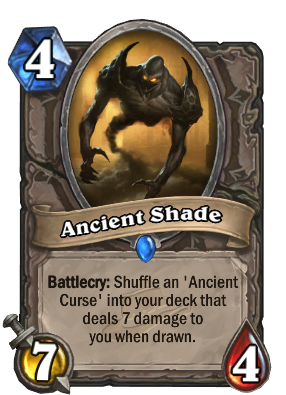 4
Ancient Shade
Battlecry: Shuffle an 'Ancient
Curse' into your deck that
deals 7 damage to
you when drawn.
7
4